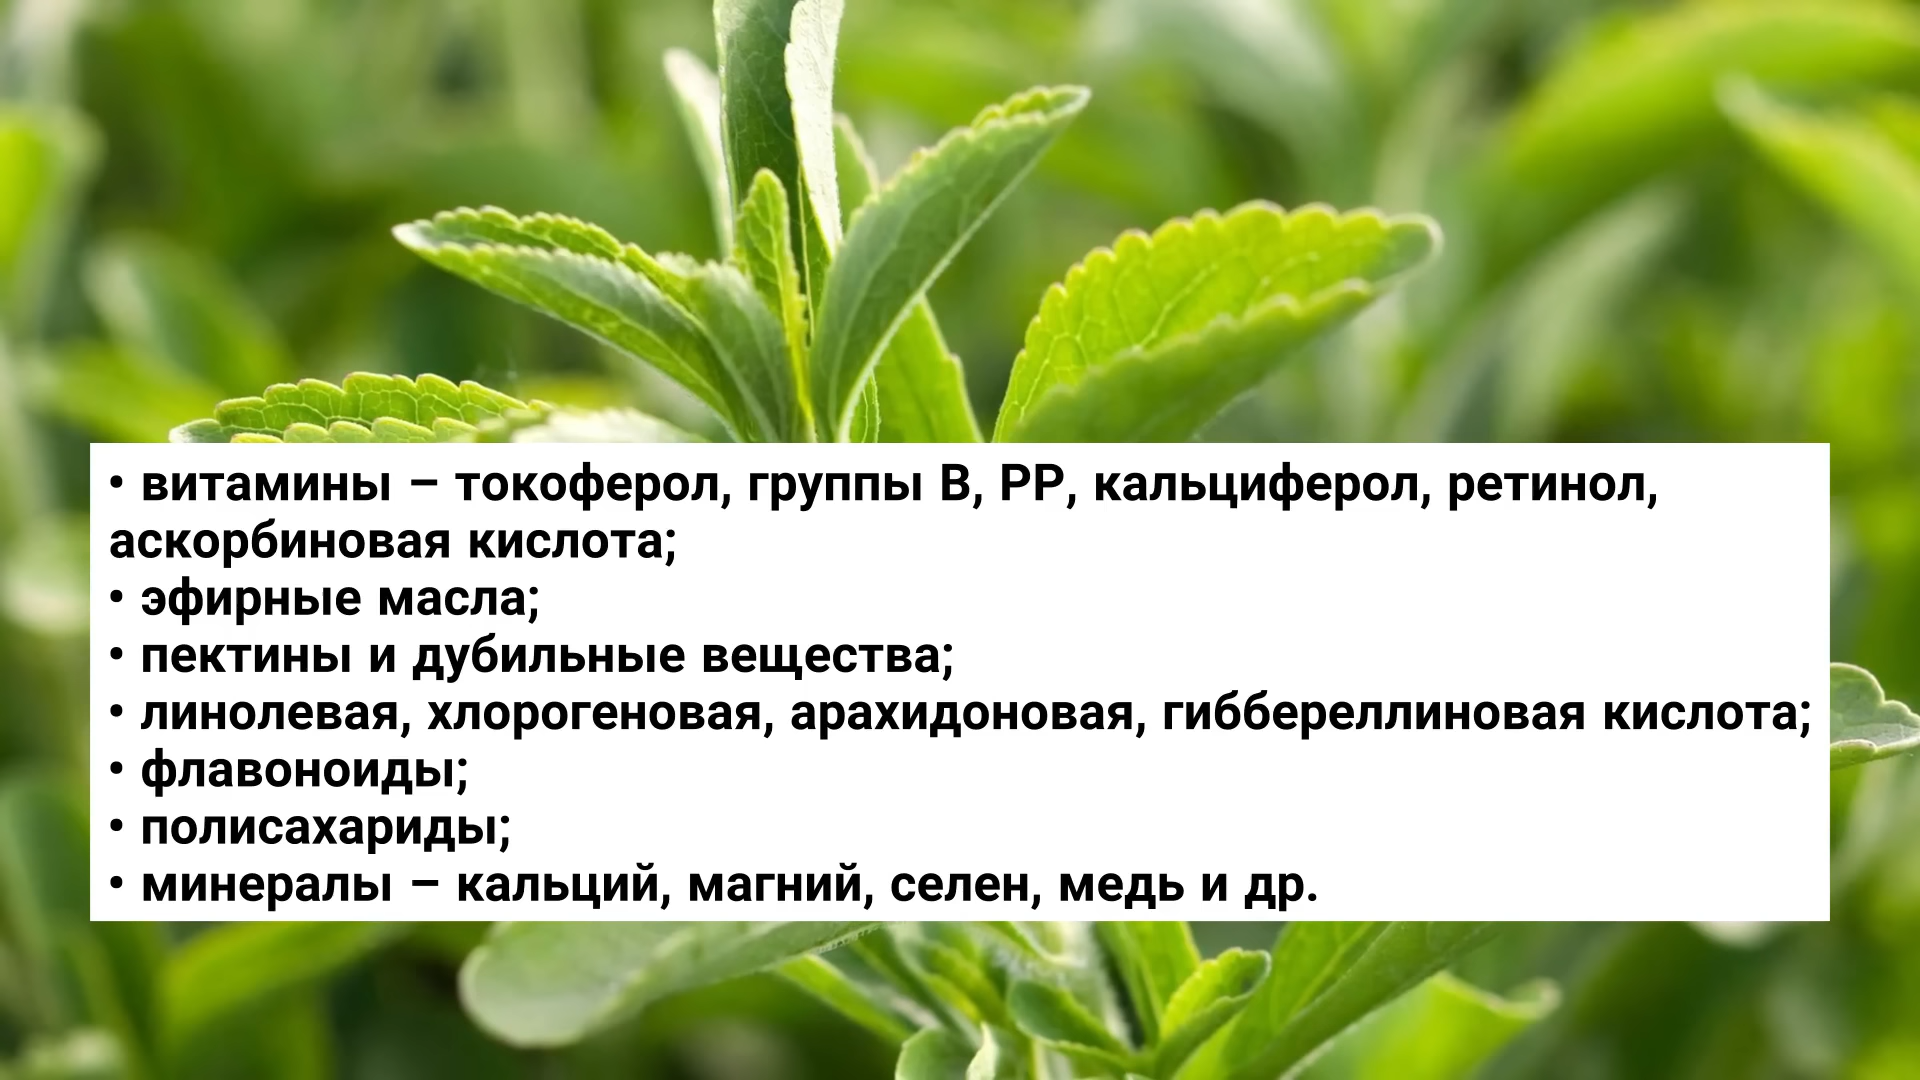 • витамины – токоферол, группы В, РР, кальциферол, ретинол,
аскорбиновая кислота;
• эфирные масла;
• пектины и дубильные вещества;
• линолевая, хлорогеновая, арахидоновая, гиббереллиновая кислота;
• флавоноиды;
• полисахариды;
• минералы – кальций, магний, селен, медь и др.